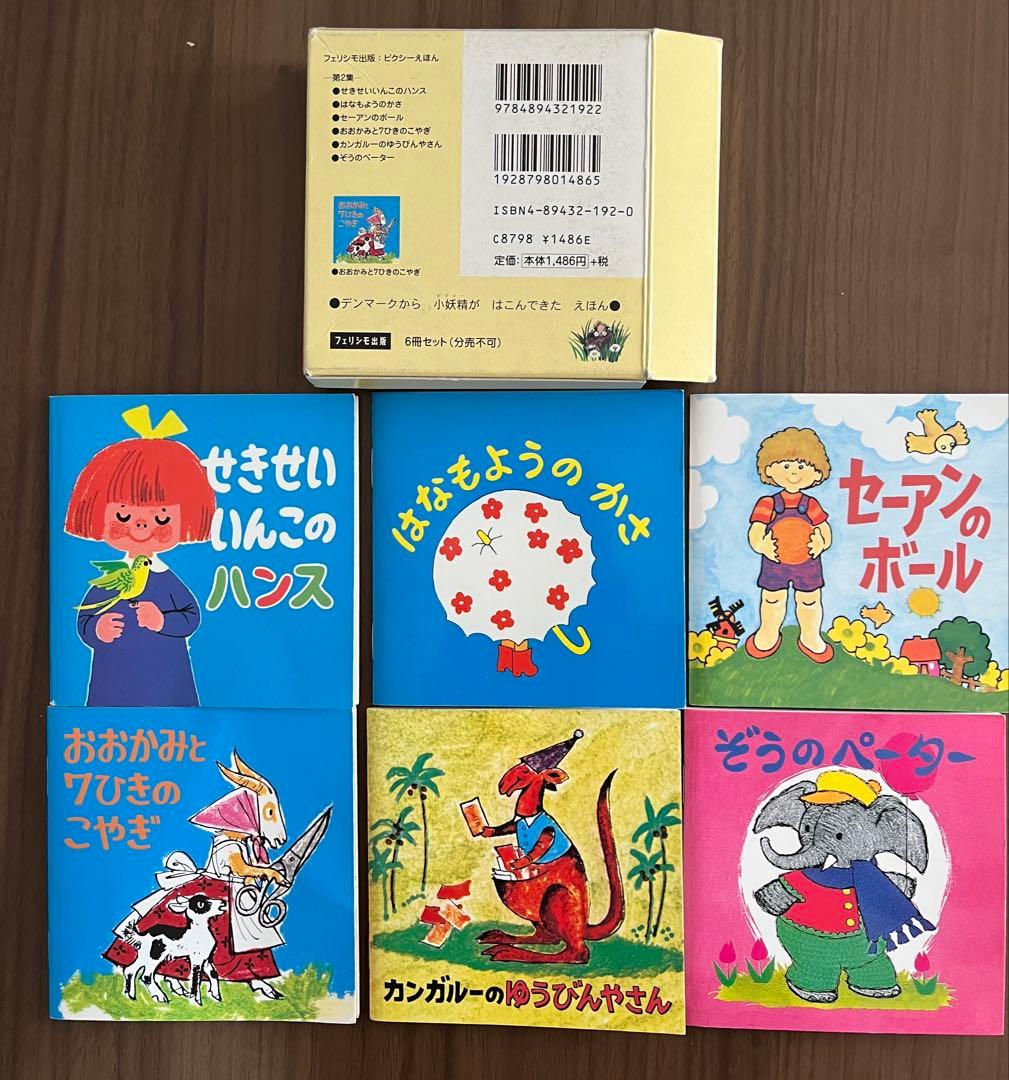 フェリシモ出版：ピクシーえほん
―第2集―
●せきせいいんこのハンス
●はなもようのかさ
●セーアンのボール
●おおかみと7ひきのこやぎ
●カンガルーのゆうびんやさん
●ぞうのペーター
おおかみと
7ひきの
こやぎ
●おおかみと7ひきのこやぎ
9784894321922
1928798014865
ISBN4-89432-192-0
C8798 ¥1486E
定価：本体1,486円+税
●デンマークから 小妖精が はこんできた えほん●
フェリシモ出版 6冊セット（分売不可）
せきせい
いんこの
ハンス
はなもようの かさ
セーアンの
ボール
おおかみと
7ひきの
こやぎ
カンガルーのゆうびんやさん
ぞうのペーター